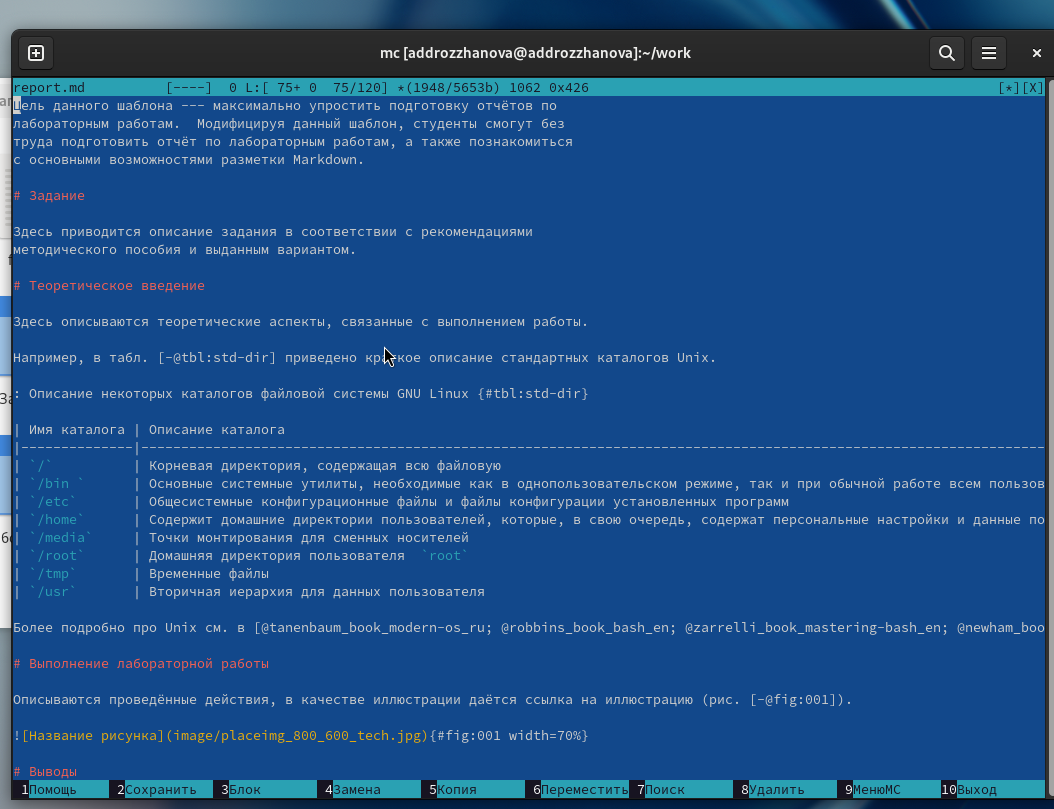 mc [addrozzhanova@addrozzhanova]:~/work
report.md          [----]  0 L:[ 75+ 0  75/120] *(1948/5653b) 1062 0x426                                                   [*][X]
Цель данного шаблона --- максимально упростить подготовку отчётов по
лабораторным работам.  Модифицируя данный шаблон, студенты смогут без
труда подготовить отчёт по лабораторным работам, а также познакомиться
с основными возможностями разметки Markdown.
# Задание
Здесь приводится описание задания в соответствии с рекомендациями
методического пособия и выданным вариантом.
# Теоретическое введение
Здесь описываются теоретические аспекты, связанные с выполнением работы.
Например, в табл. [-@tbl:std-dir] приведено краткое описание стандартных каталогов Unix.
: Описание некоторых каталогов файловой системы GNU Linux {#tbl:std-dir}
| Имя каталога | Описание каталога
|--------------|-----------------------------------------------------------------------------------------------------------------
| `/`          | Корневая директория, содержащая всю файловую
| `/bin `      | Основные системные утилиты, необходимые как в однопользовательском режиме, так и при обычной работе всем пользов
| `/etc`       | Общесистемные конфигурационные файлы и файлы конфигурации установленных программ
| `/home`      | Содержит домашние директории пользователей, которые, в свою очередь, содержат персональные настройки и данные по
| `/media`     | Точки монтирования для сменных носителей
| `/root`      | Домашняя директория пользователя  `root`
| `/tmp`       | Временные файлы
| `/usr`       | Вторичная иерархия для данных пользователя
Более подробно про Unix см. в [@tanenbaum_book_modern-os_ru; @robbins_book_bash_en; @zarrelli_book_mastering-bash_en; @newham_boo
# Выполнение лабораторной работы
Описываются проведённые действия, в качестве иллюстрации даётся ссылка на иллюстрацию (рис. [-@fig:001]).
![Название рисунка](image/placeimg_800_600_tech.jpg){#fig:001 width=70%}
# Выводы
1Помощь 2Сохранить 3Блок 4Замена 5Копия 6Переместить 7Поиск 8Удалить 9МенюMC 10Выход